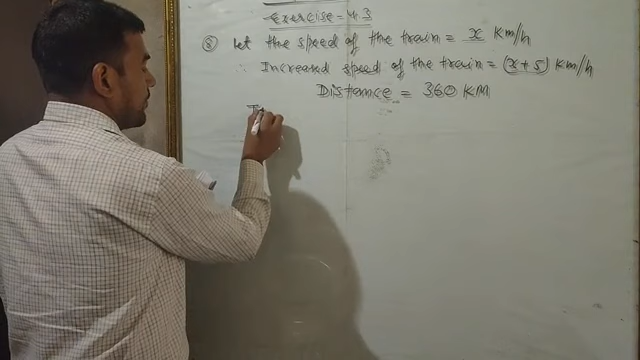 Exercise - 4.3
⑧ Let the speed of the train = x Km/h
∴ Increased speed of the train = (x + 5) Km/h
Distance = 360 KM
T